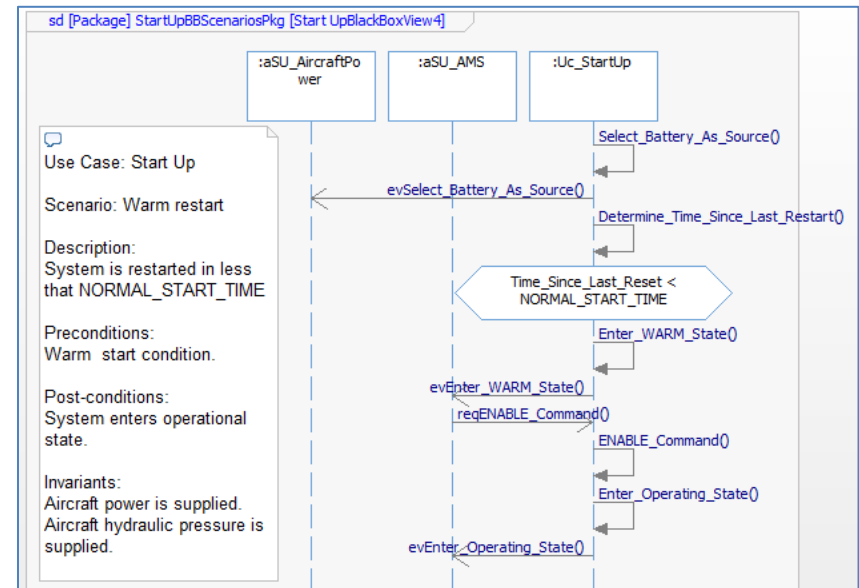 sd [Package] StartUpBBScenariosPkg [Start UpBlackBoxView4]
:aSU_AircraftPo
wer
:aSU_AMS
:Uc_StartUp
Use Case: Start Up
Scenario: Warm restart
Description:
System is restarted in less
that NORMAL_START_TIME
Preconditions:
Warm start condition.
Post-conditions:
System enters operational
state.
Invariants:
Aircraft power is supplied.
Aircraft hydraulic pressure is
supplied.
Select_Battery_As_Source()
evSelect_Battery_As_Source()
Determine_Time_Since_Last_Restart()
Time_Since_Last_Reset <
NORMAL_START_TIME
Enter_WARM_State()
evEnter_WARM_State()
reqENABLE_Command()
ENABLE_Command()
Enter_Operating_State()
evEnter_Operating_State()